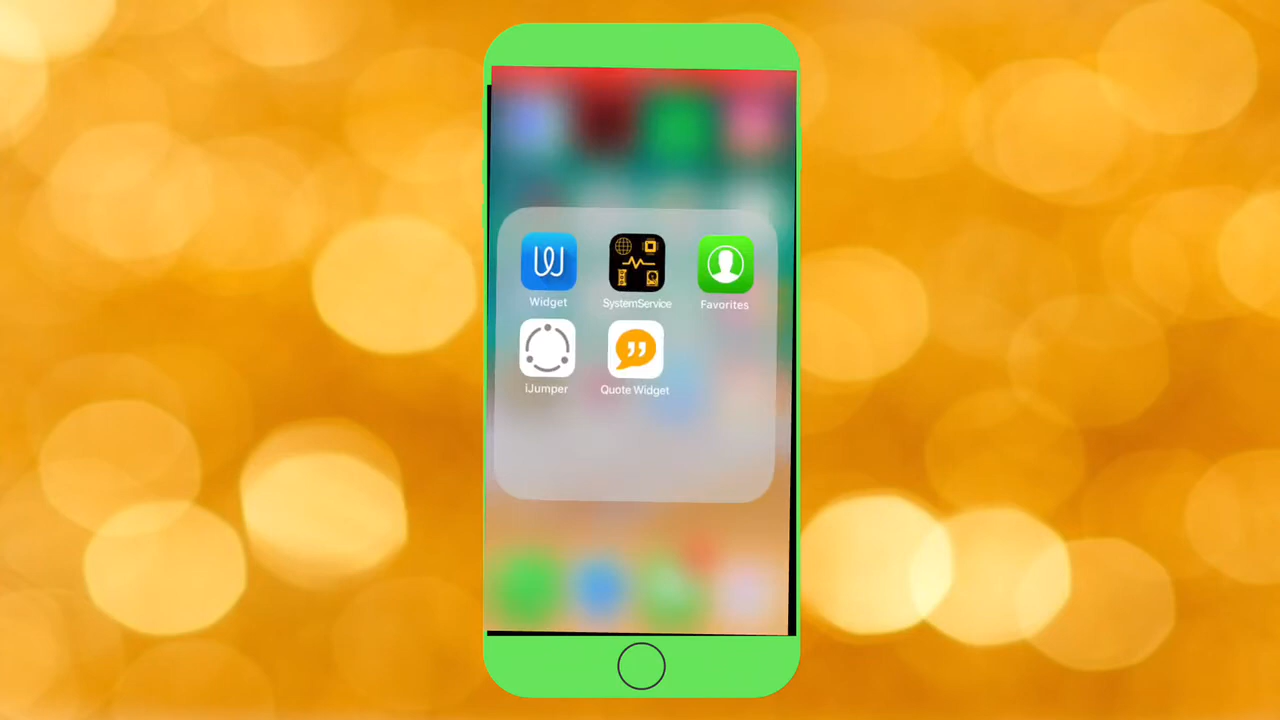 Widget
SystemService
Favorites
iJumper
Quote Widget